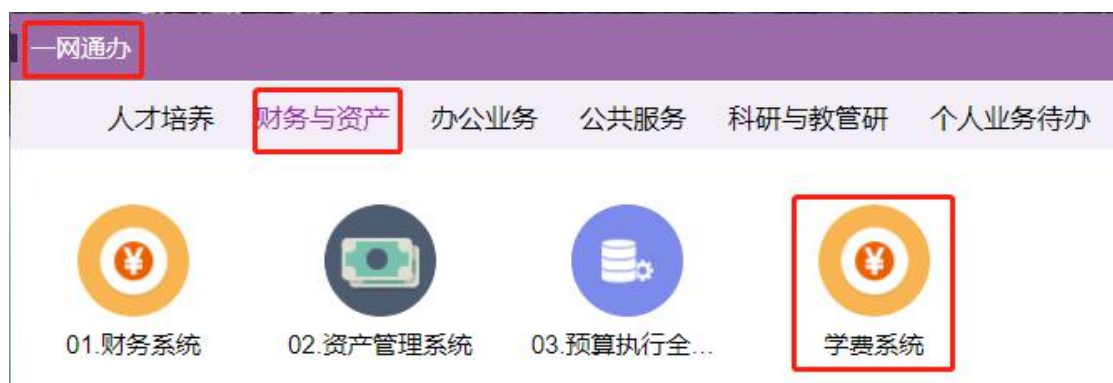 一网通办
人才培养 财务与资产 办公业务 公共服务 科研与教管研 个人业务待办
¥ ¥
01.财务系统 02.资产管理系统 03.预算执行全... 学费系统